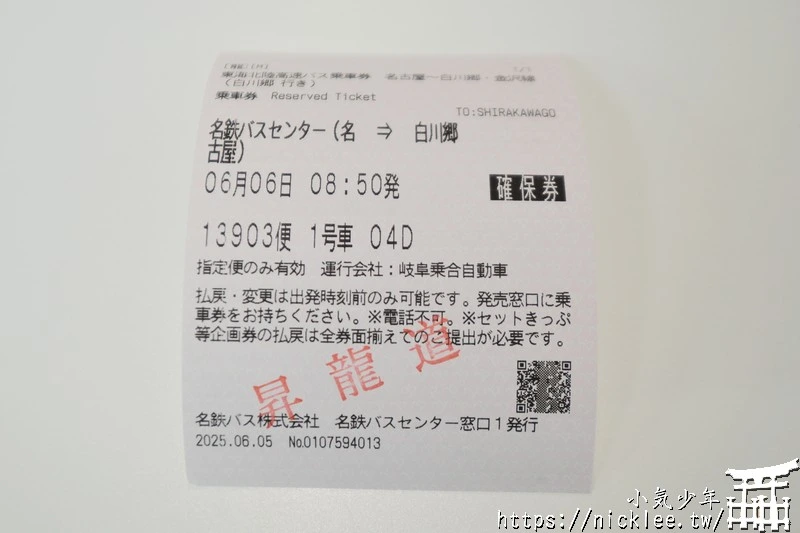 東海北陸高速バス乗車券　名古屋～白川郷・金沢線
（白川郷 行き）
乗車券　Reserved Ticket
TO:SHIRAKAWAGO
名鉄バスセンター(名　⇒　白川郷
古屋)
06月06日 08:50発　確保券
13903便 1号車 04D
指定便のみ有効　運行会社：岐阜乗合自動車
払戻・変更は出発時刻前のみ可能です。発売窓口に乗
車券をお持ちください。※電話不可。※セットきっぷ
等企画券の払戻は全券面揃えてのご提出が必要です。
昇龍道
名鉄バス株式会社　名鉄バスセンター窓口1発行
2025.06.05　No.0107594013
小氣少年
https://nicklee.tw/